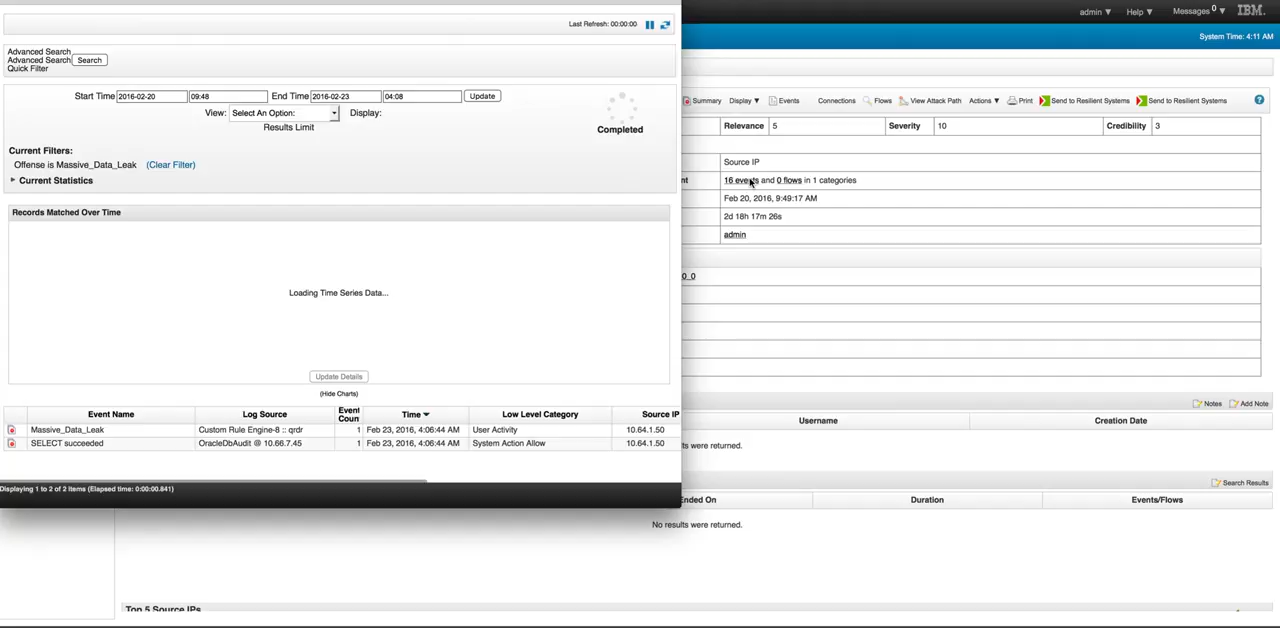 admin ▼ Help ▼ Messages 0 ▼ IBM.
System Time: 4:11 AM
Last Refresh: 00:00:00
Advanced Search
Advanced Search Search
Quick Filter
Start Time 2016-02-20 09:48 End Time 2016-02-23 04:08 Update
View: Select An Option: Display:
Results Limit
Completed
Current Filters:
Offense is Massive_Data_Leak (Clear Filter)
Current Statistics
Records Matched Over Time
Loading Time Series Data...
Update Details
(Hide Charts)
Event Name Log Source Event Coun Time Low Level Category Source IP
Massive_Data_Leak Custom Rule Engine-8 :: qrdr 1 Feb 23, 2016, 4:06:44 AM User Activity 10.64.1.50
SELECT succeeded OracleDbAudit @ 10.66.7.45 1 Feb 23, 2016, 4:06:44 AM System Action Allow 10.64.1.50
Displaying 1 to 2 of 2 items (Elapsed time: 0:00:00.841)
Summary Display ▼ Events Connections Flows View Attack Path Actions ▼ Print Send to Resilient Systems Send to Resilient Systems ?
Relevance 5 Severity 10 Credibility 3
Source IP
nt 16 events and 0 flows in 1 categories
Feb 20, 2016, 9:49:17 AM
2d 18h 17m 26s
admin
0_0
Notes Add Note
Username Creation Date
ts were returned.
Search Results
Ended On Duration Events/Flows
No results were returned.
Top 5 Source IPs